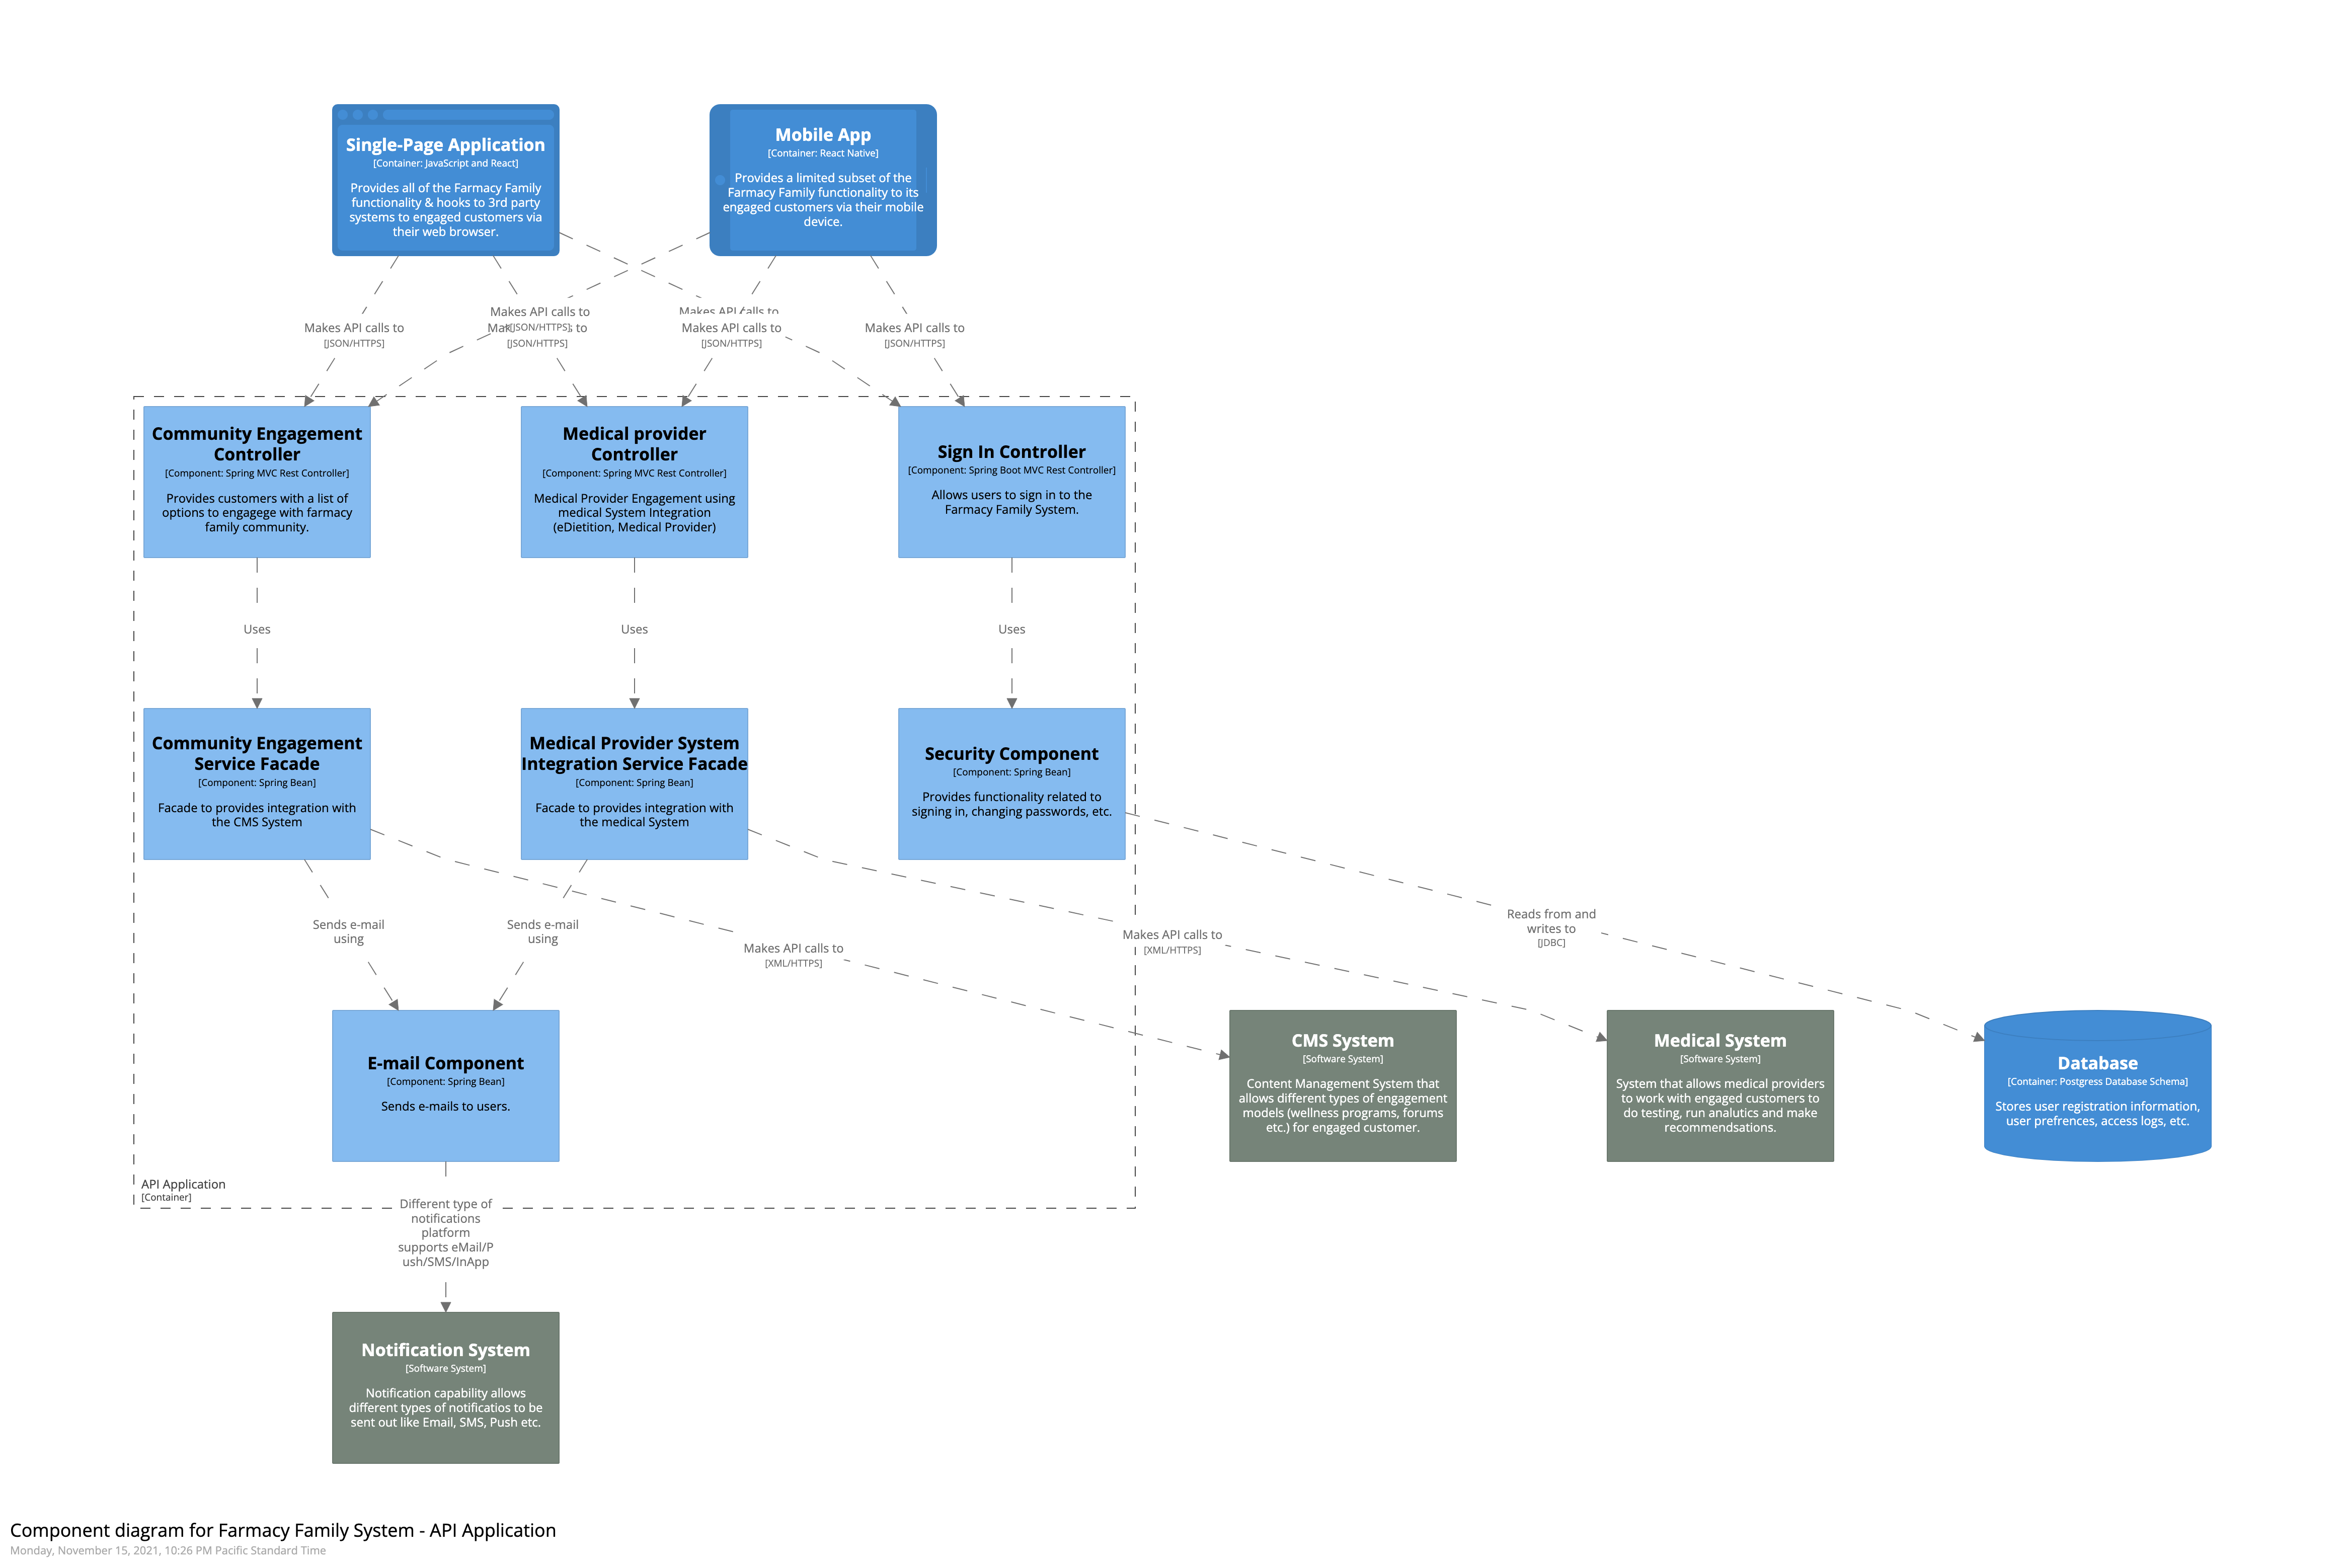 Single-Page Application
[Container: JavaScript and React]
Provides all of the Farmacy Family
functionality & hooks to 3rd party
systems to engaged customers via
their web browser.
Mobile App
[Container: React Native]
Provides a limited subset of the
Farmacy Family functionality to its
engaged customers via their mobile
device.
Makes API calls to
[JSON/HTTPS]
Makes API calls to
[JSON/HTTPS]
[JSON/HTTPS]
Makes API calls to
Makes API calls to
[JSON/HTTPS]
Makes API calls to
[JSON/HTTPS]
Community Engagement
Controller
[Component: Spring MVC Rest Controller]
Provides customers with a list of
options to engagege with farmacy
family community.
Medical provider
Controller
[Component: Spring MVC Rest Controller]
Medical Provider Engagement using
medical System Integration
(eDietition, Medical Provider)
Sign In Controller
[Component: Spring Boot MVC Rest Controller]
Allows users to sign in to the
Farmacy Family System.
Uses
Uses
Uses
Community Engagement
Service Facade
[Component: Spring Bean]
Facade to provides integration with
the CMS System
Medical Provider System
Integration Service Facade
[Component: Spring Bean]
Facade to provides integration with
the medical System
Security Component
[Component: Spring Bean]
Provides functionality related to
signing in, changing passwords, etc.
Sends e-mail
using
Sends e-mail
using
Makes API calls to
[XML/HTTPS]
Makes API calls to
[XML/HTTPS]
Reads from and
writes to
[JDBC]
E-mail Component
[Component: Spring Bean]
Sends e-mails to users.
CMS System
[Software System]
Content Management System that
allows different types of engagement
models (wellness programs, forums
etc.) for engaged customer.
Medical System
[Software System]
System that allows medical providers
to work with engaged customers to
do testing, run analutics and make
recommendsations.
Database
[Container: Postgress Database Schema]
Stores user registration information,
user prefrences, access logs, etc.
API Application
[Container]
Different type of
notifications
platform
supports eMail/P
ush/SMS/InApp
Notification System
[Software System]
Notification capability allows
different types of notificatios to be
sent out like Email, SMS, Push etc.
Component diagram for Farmacy Family System - API Application
Monday, November 15, 2021, 10:26 PM Pacific Standard Time